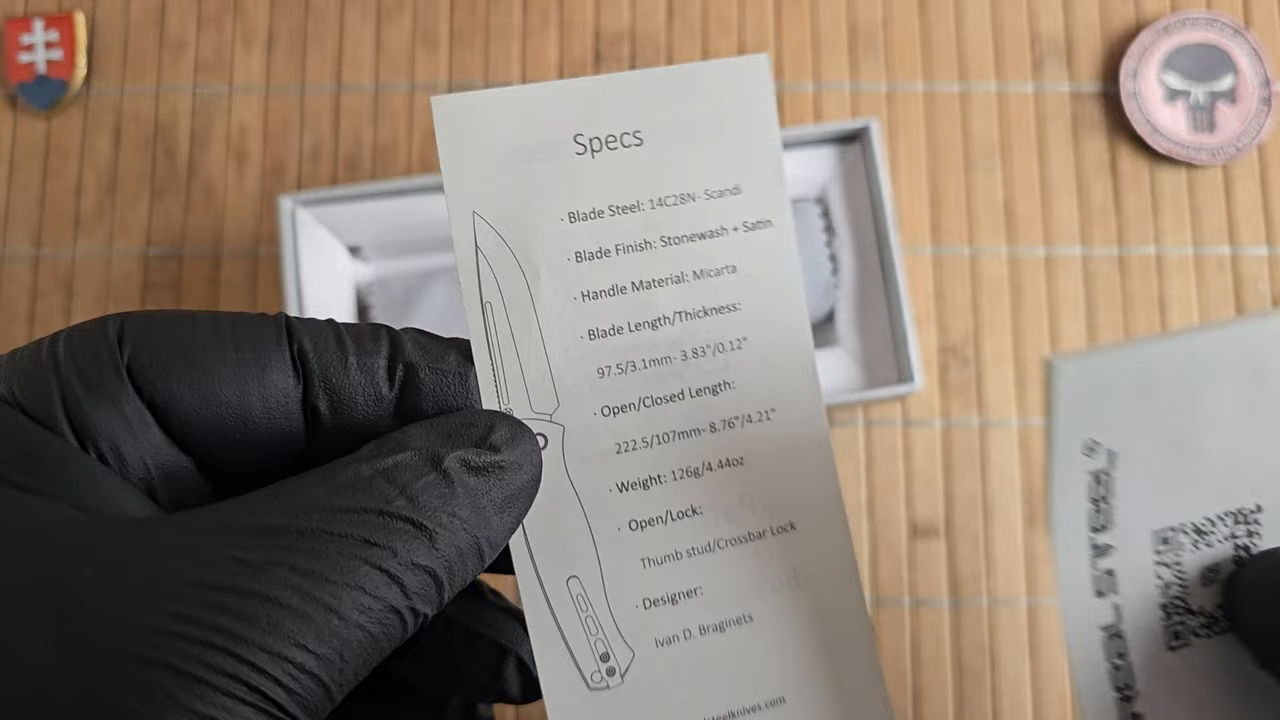 Specs
· Blade Steel: 14C28N- Scandi
· Blade Finish: Stonewash + Satin
· Handle Material: Micarta
· Blade Length/Thickness:
97.5/3.1mm- 3.83"/0.12"
· Open/Closed Length:
222.5/107mm- 8.76"/4.21"
· Weight: 126g/4.44oz
· Open/Lock:
Thumb stud/Crossbar Lock
· Designer:
Ivan D. Braginets
steelknives.com